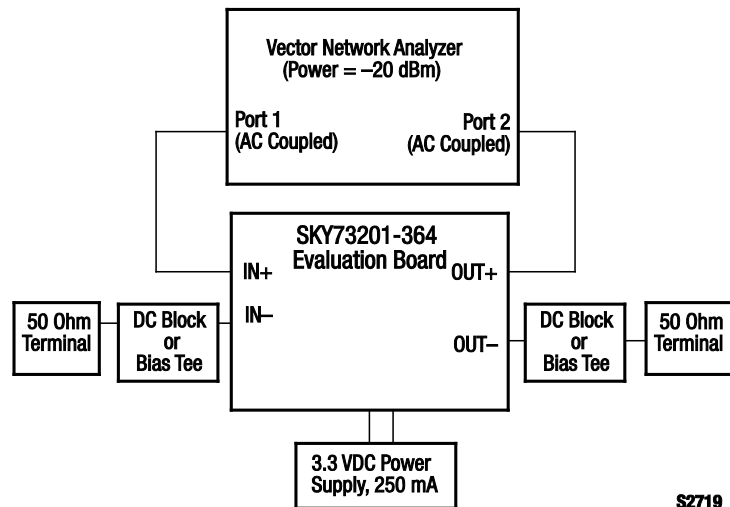 Vector Network Analyzer
(Power = –20 dBm)
Port 1
(AC Coupled)
Port 2
(AC Coupled)
SKY73201-364
Evaluation Board
IN+
OUT+
IN–
OUT–
50 Ohm
Terminal
DC Block
or
Bias Tee
DC Block
or
Bias Tee
50 Ohm
Terminal
3.3 VDC Power
Supply, 250 mA
S2719